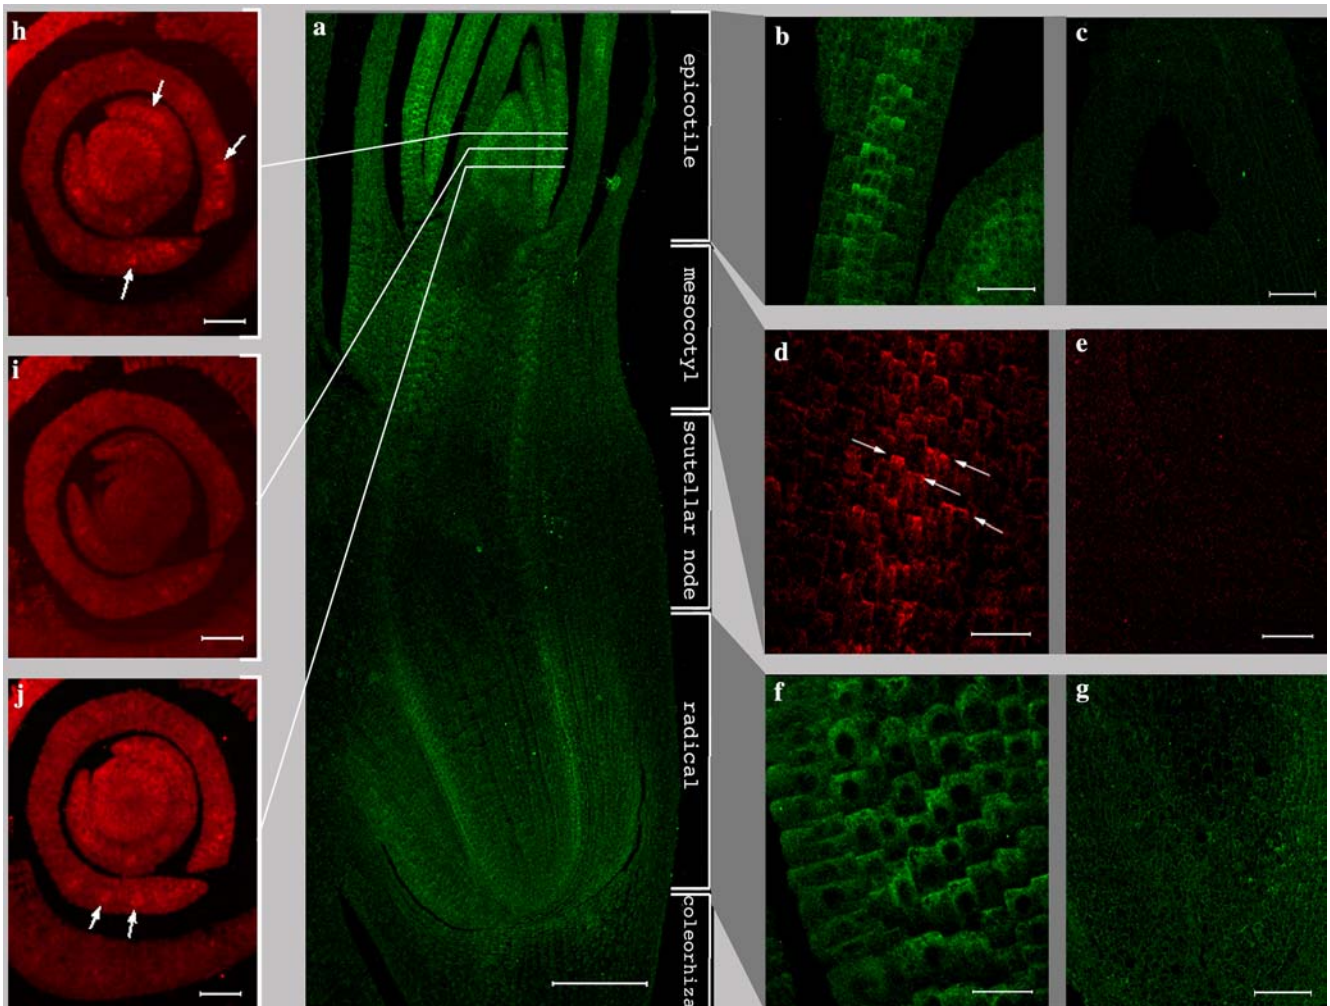 h
a
b
c
epicotile
mesocotyl
d
e
i
scutellar node
j
radical
f
g
coleorhiza